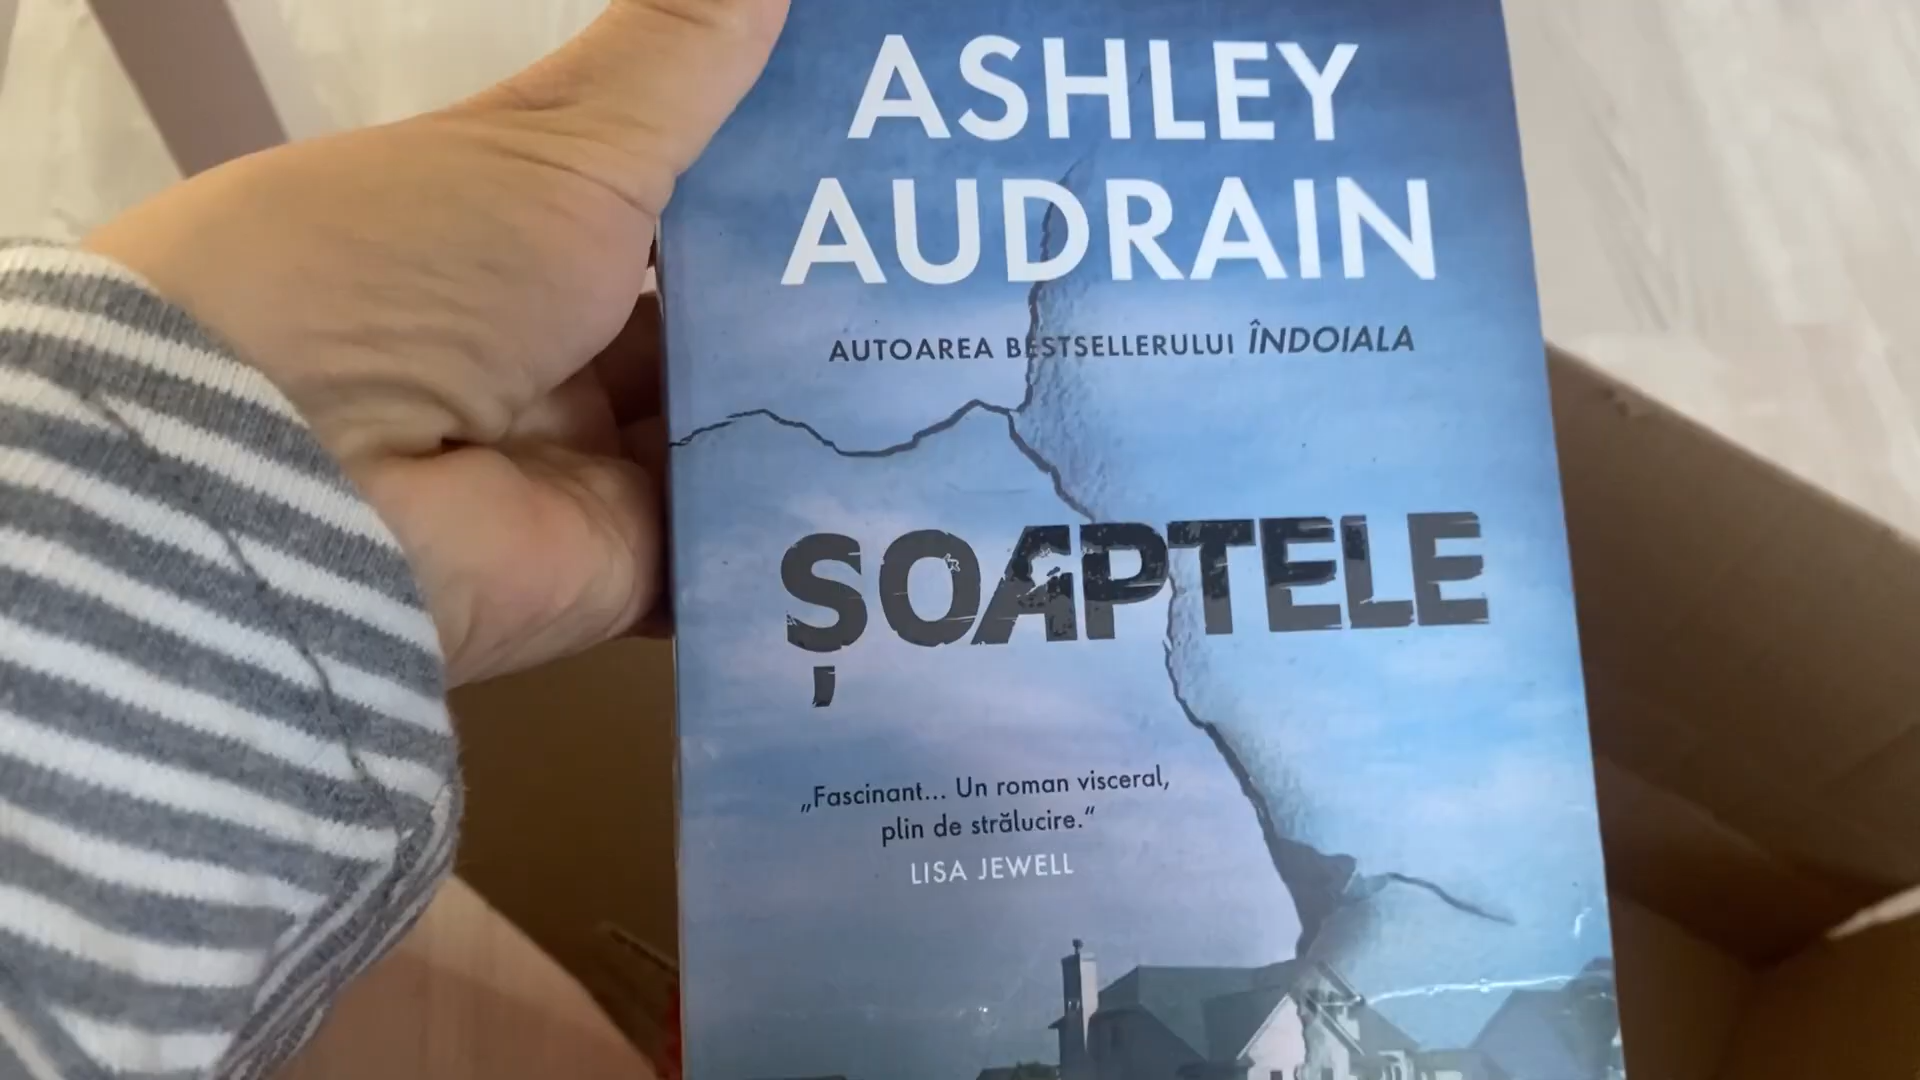 ASHLEY
AUDRAIN
AUTOAREA BESTSELLERULUI ÎNDOIALA
ȘOAPTELE
„Fascinant... Un roman visceral,
plin de strălucire.“
LISA JEWELL